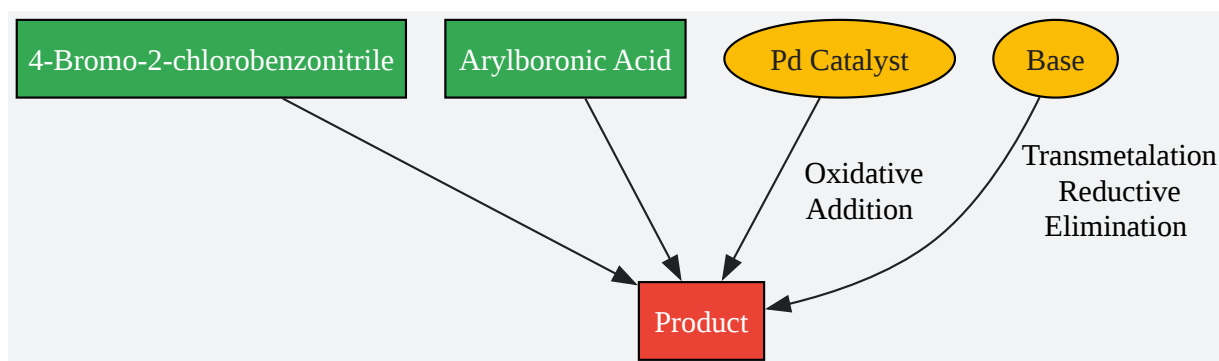 4-Bromo-2-chlorobenzonitrile
Arylboronic Acid
Pd Catalyst
Base
Oxidative
Addition
Transmetalation
Reductive
Elimination
Product